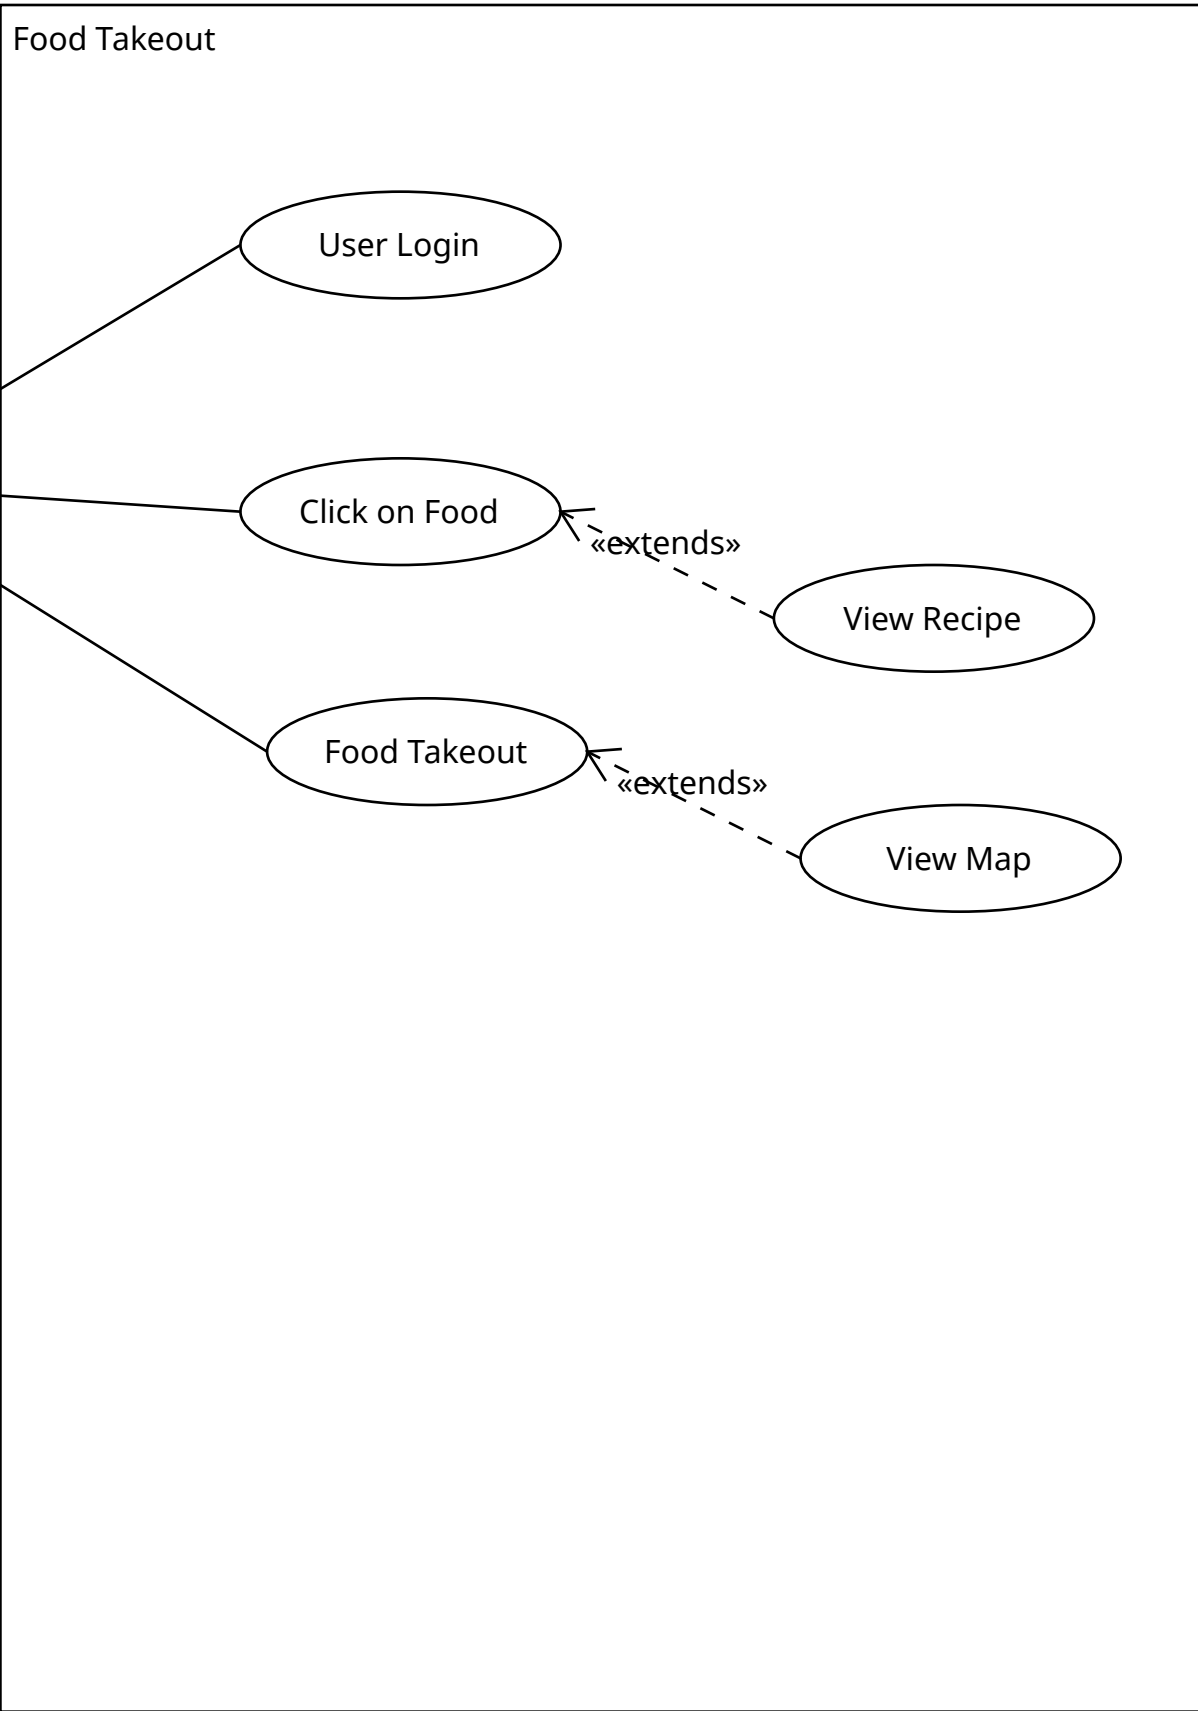 Food Takeout
User Login
Click on Food
«extends»
View Recipe
Food Takeout
«extends»
View Map